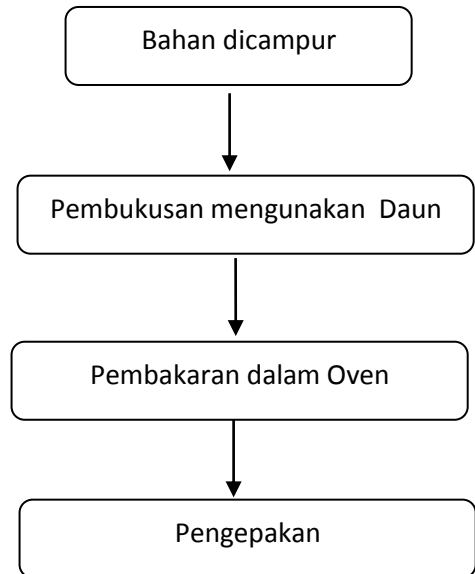 Bahan dicampur
Pembukusan mengunakan  Daun
Pembakaran dalam Oven
Pengepakan